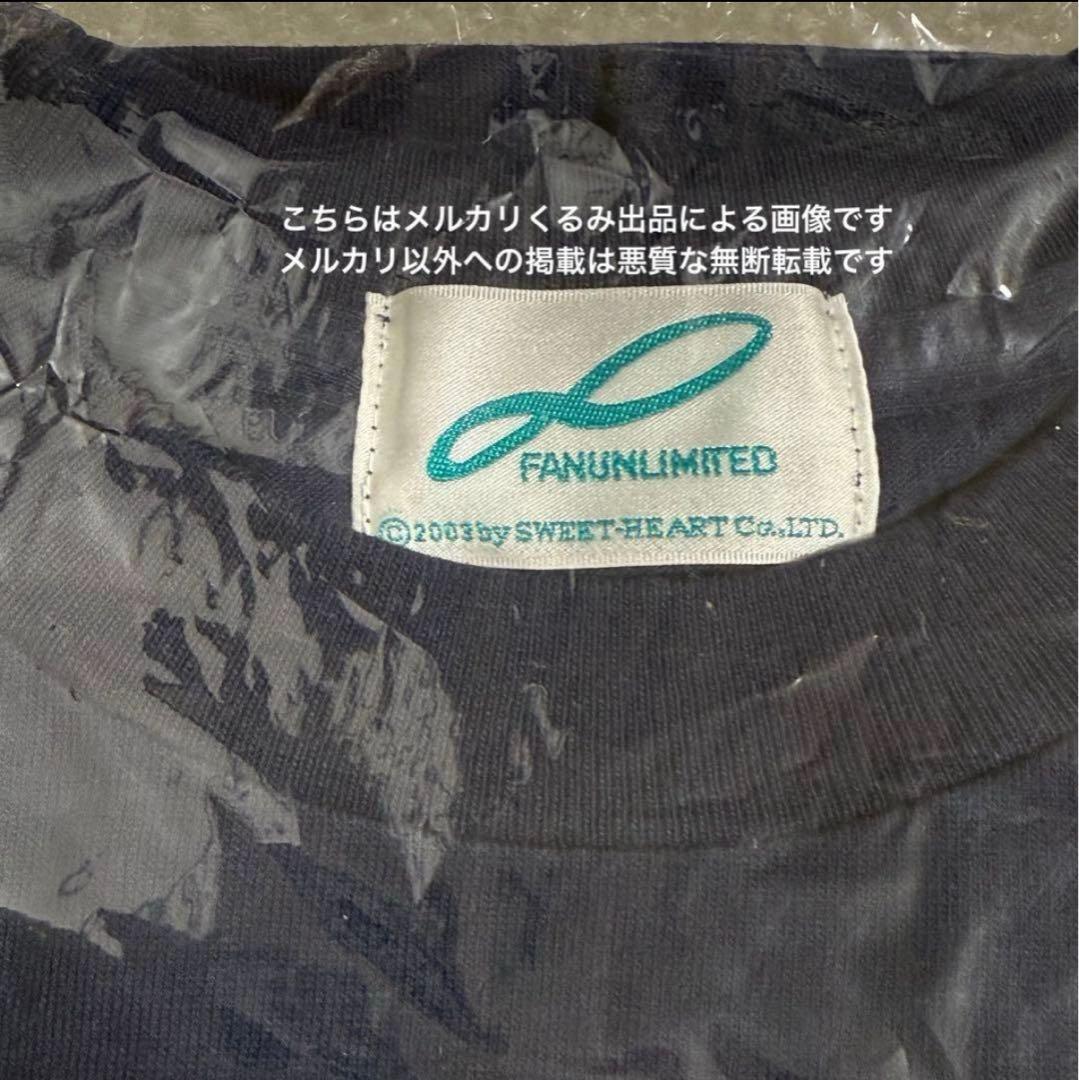 こちらはメルカリくるみ出品による画像です
メルカリ以外への掲載は悪質な無断転載です
FANUNLIMITED
©2003 by SWEET-HEART Co.,LTD.